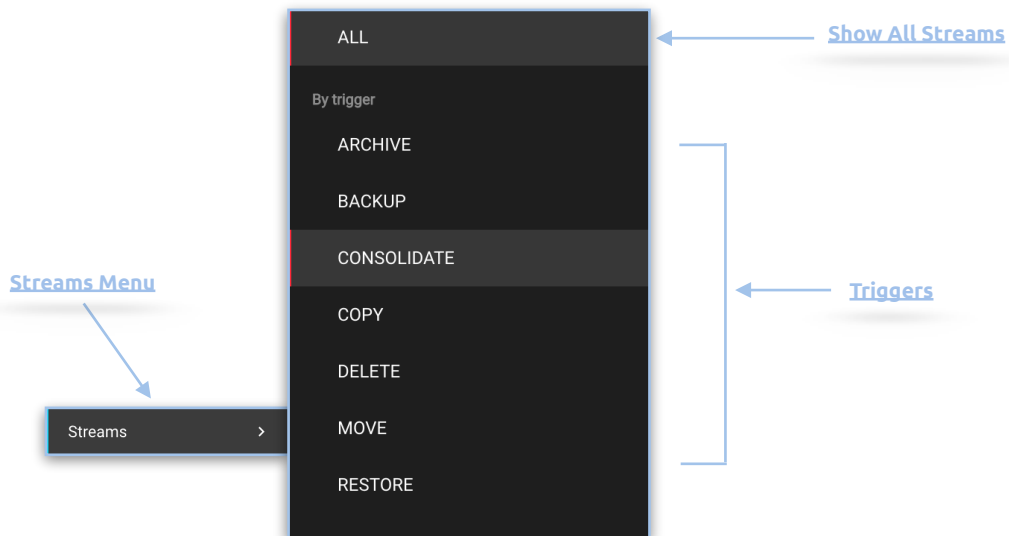 ALL
Show All Streams
By trigger
ARCHIVE
BACKUP
CONSOLIDATE
Streams Menu
Triggers
COPY
DELETE
MOVE
Streams
RESTORE